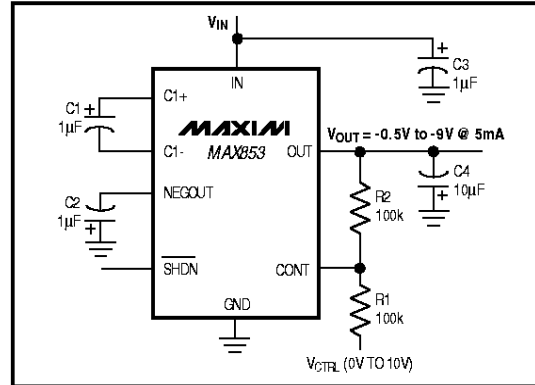 VIN
IN
C1+
C1
1µF
C1-
MAXIM
MAX853
OUT
VOUT = -0.5V to -9V @ 5mA
C3
1µF
C4
10µF
NEGOUT
C2
1µF
R2
100k
SHDN
CONT
R1
100k
GND
VCTRL (0V TO 10V)